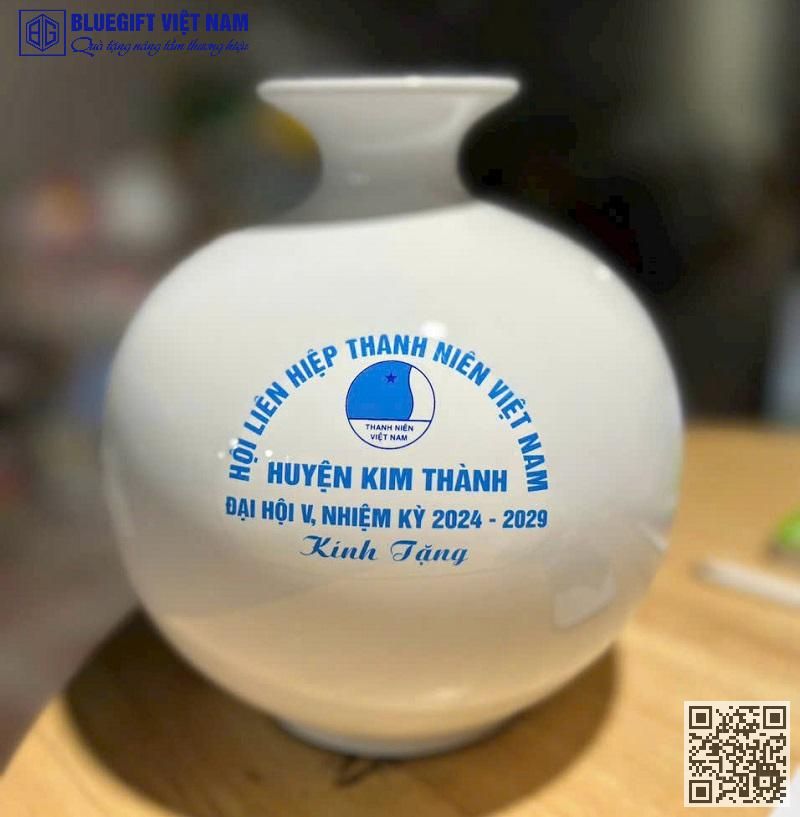 BG
BLUEGIFT VIỆT NAM
Quà tặng nâng tầm thương hiệu
HỘI LIÊN HIỆP THANH NIÊN VIỆT NAM
THANH NIÊN
VIỆT NAM
HUYỆN KIM THÀNH
ĐẠI HỘI V, NHIỆM KỲ 2024 - 2029
Kính Tặng